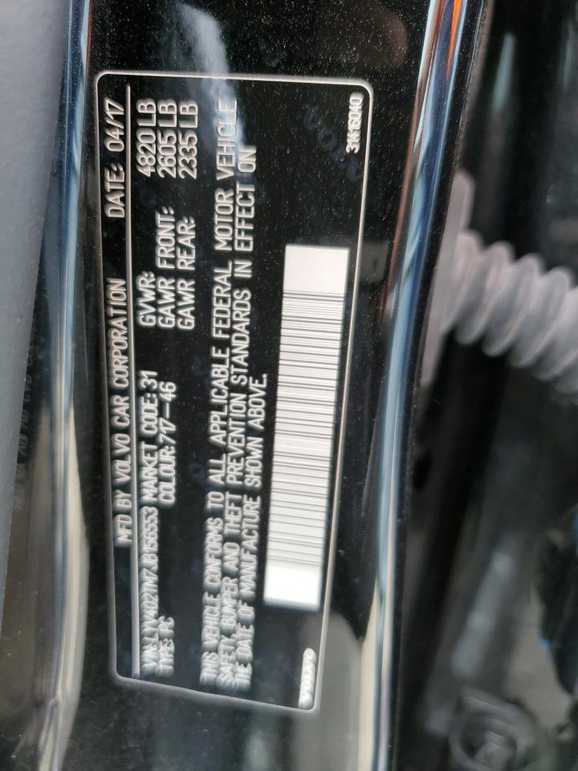 MFD BY VOLVO CAR CORPORATION DATE: 04/17
MARKET CODE: 31 GVWR: 4820 LB
TYPE: PC COLOUR: 717-46 GAWR FRONT: 2605 LB
GAWR REAR: 2335 LB
THIS VEHICLE CONFORMS TO ALL APPLICABLE FEDERAL MOTOR VEHICLE
SAFETY, BUMPER AND THEFT PREVENTION STANDARDS IN EFFECT ON
THE DATE OF MANUFACTURE SHOWN ABOVE.
VOLVO 31416040